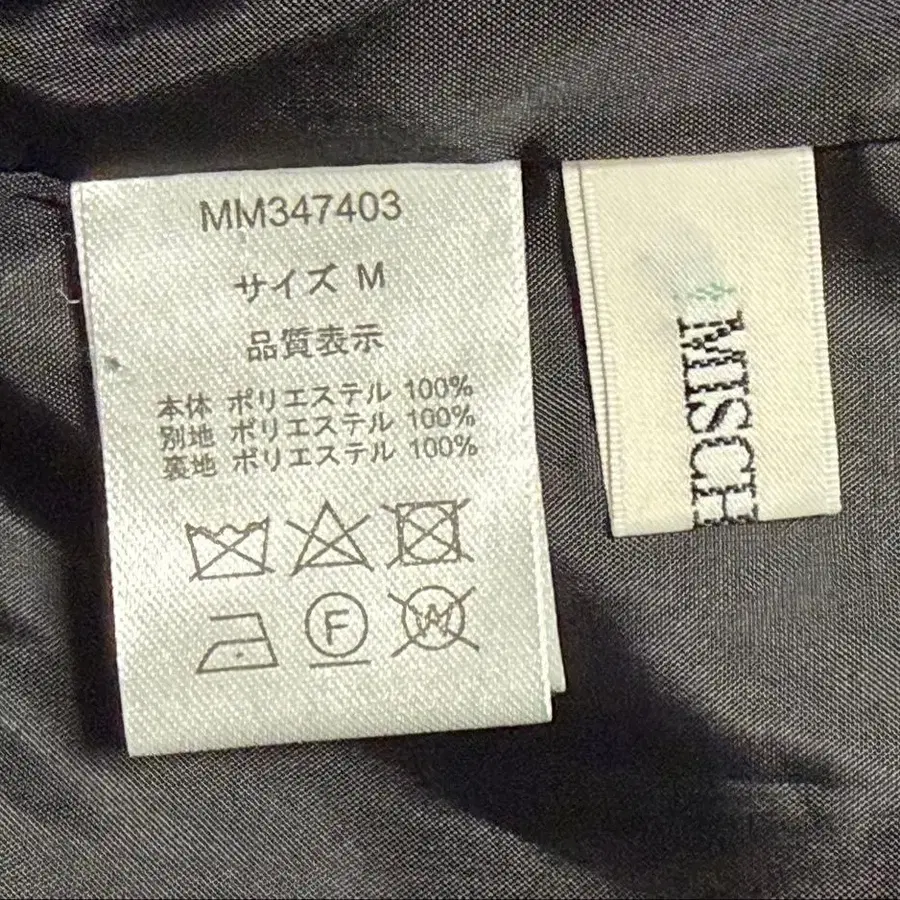 MM347403
サイズ M
品質表示
本体 ポリエステル 100%
別地 ポリエステル 100%
裏地 ポリエステル 100%
F
W
MISCH